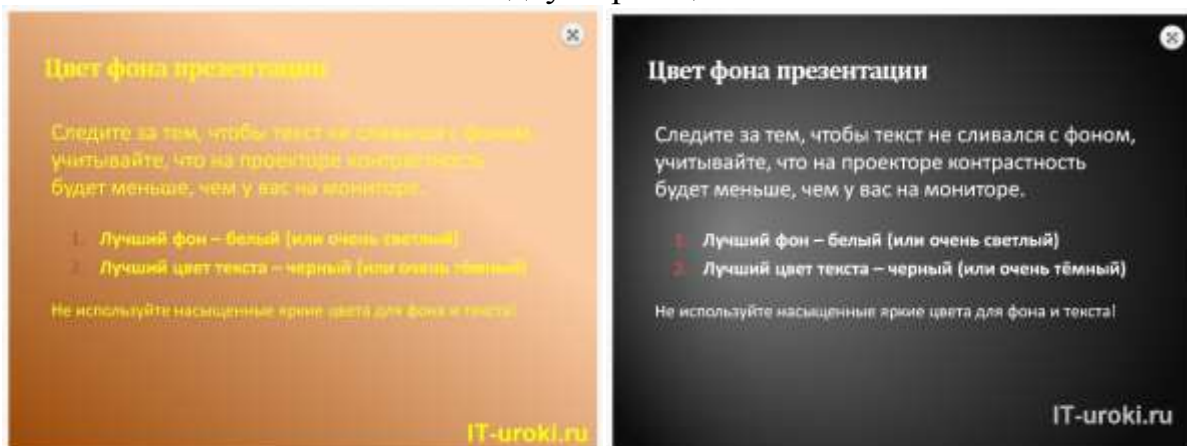 Цвет фона презентации
Следите за тем, чтобы текст не сливался с фоном,
учитывайте, что на проекторе контрастность
будет меньше, чем у вас на мониторе.
1. Лучший фон – белый (или очень светлый)
2. Лучший цвет текста – черный (или очень тёмный)
Не используйте насыщенные яркие цвета для фона и текста!
IT-uroki.ru
Цвет фона презентации
Следите за тем, чтобы текст не сливался с фоном,
учитывайте, что на проекторе контрастность
будет меньше, чем у вас на мониторе.
1. Лучший фон – белый (или очень светлый)
2. Лучший цвет текста – черный (или очень тёмный)
Не используйте насыщенные яркие цвета для фона и текста!
IT-uroki.ru